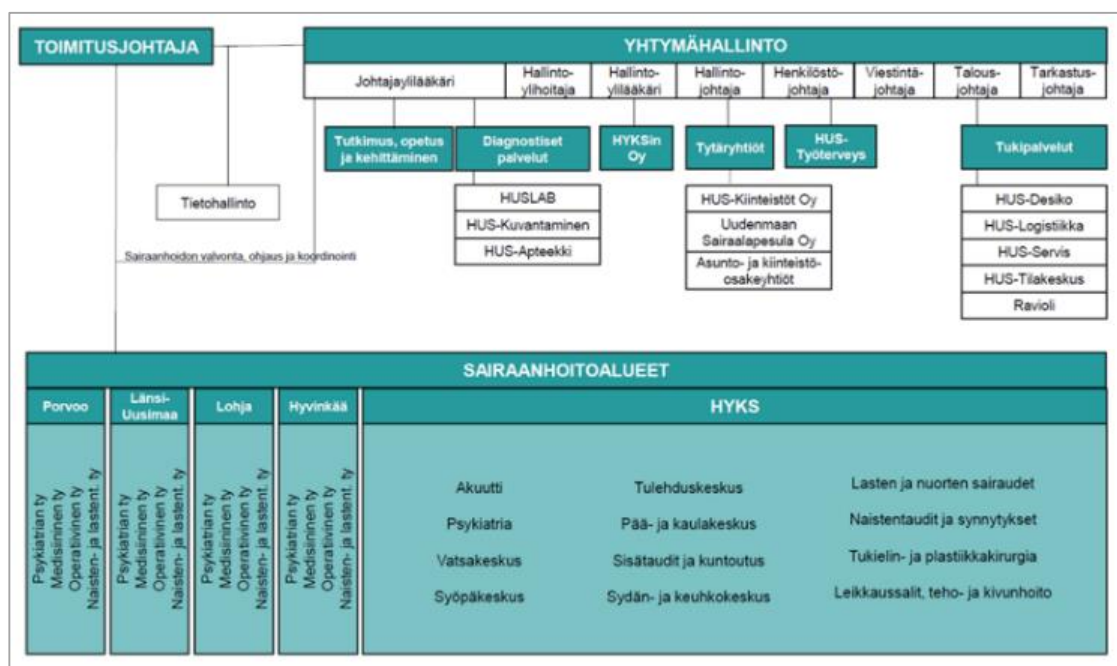 TOIMITUSJOHTAJA
YHTYMÄHALLINTO
Johtajaylilääkäri
Hallinto-
ylihoitaja
Hallinto-
ylilääkäri
Hallinto-
johtaja
Henkilöstö-
johtaja
Viestintä-
johtaja
Talous-
johtaja
Tarkastus-
johtaja
Tutkimus, opetus
ja kehittäminen
Diagnostiset
palvelut
HYKSin
Oy
Tytäryhtiöt
HUS-
Työterveys
Tukipalvelut
Tietohallinto
HUSLAB
HUS-Kuvantaminen
HUS-Apteekki
HUS-Kiinteistöt Oy
Uudenmaan
Sairaalapesula Oy
Asunto- ja kiinteistö-
osakeyhtiöt
HUS-Desiko
HUS-Logistiikka
HUS-Servis
HUS-Tilakeskus
Ravioli
Sairaanhoidon valvonta, ohjaus ja koordinointi
SAIRAANHOITOALUEET
Porvoo
Psykiatrian ty
Medisiininen ty
Operatiivinen ty
Naisten- ja lastent. ty
Länsi-
Uusimaa
Psykiatrian ty
Medisiininen ty
Operatiivinen ty
Naisten- ja lastent. ty
Lohja
Psykiatrian ty
Medisiininen ty
Operatiivinen ty
Naisten- ja lastent. ty
Hyvinkää
Psykiatrian ty
Medisiininen ty
Operatiivinen ty
Naisten- ja lastent. ty
HYKS
Akuutti
Psykiatria
Vatsakeskus
Syöpäkeskus
Tulehduskeskus
Pää- ja kaulakeskus
Sisätaudit ja kuntoutus
Sydän- ja keuhkokeskus
Lasten ja nuorten sairaudet
Naistentaudit ja synnytykset
Tukielin- ja plastiikkakirurgia
Leikkaussalit, teho- ja kivunhoito